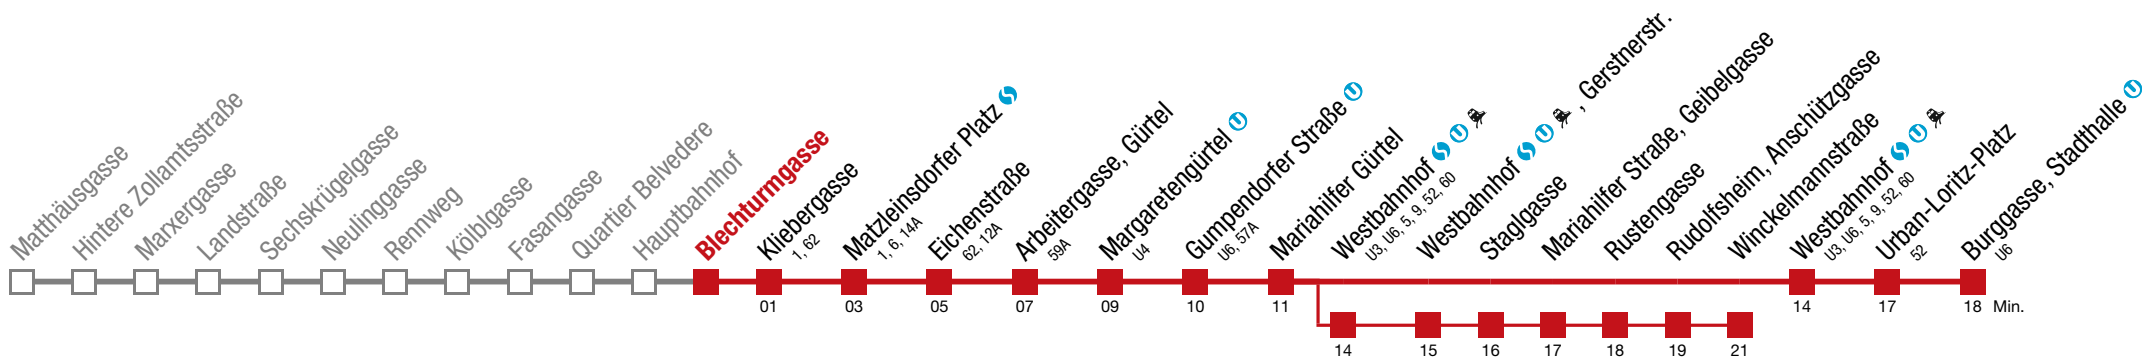 Matthäusgasse
Hintere Zollamtsstraße
Marxergasse
Landstraße
Sechskrügelgasse
Neulinggasse
Rennweg
Kölblgasse
Fasangasse
Quartier Belvedere
Hauptbahnhof
Blechturmgasse
Kliebergasse
1, 62
Matzleinsdorfer Platz
1, 6, 14A
Eichenstraße
62, 12A
Arbeitergasse, Gürtel
59A
Margaretengürtel
U4
Gumpendorfer Straße
U6, 57A
Mariahilfer Gürtel
Westbahnhof
U3, U6, 5, 9, 52, 60
Westbahnhof , Gerstnerstr.
Staglgasse
Mariahilfer Straße, Geibelgasse
Rustengasse
Rudolfsheim, Anschützgasse
Winckelmannstraße
Westbahnhof
U3, U6, 5, 9, 52, 60
Urban-Loritz-Platz
52
Burggasse, Stadthalle
U6
01 03 05 07 09 10 11 14 17 18 Min.
14 15 16 17 18 19 21